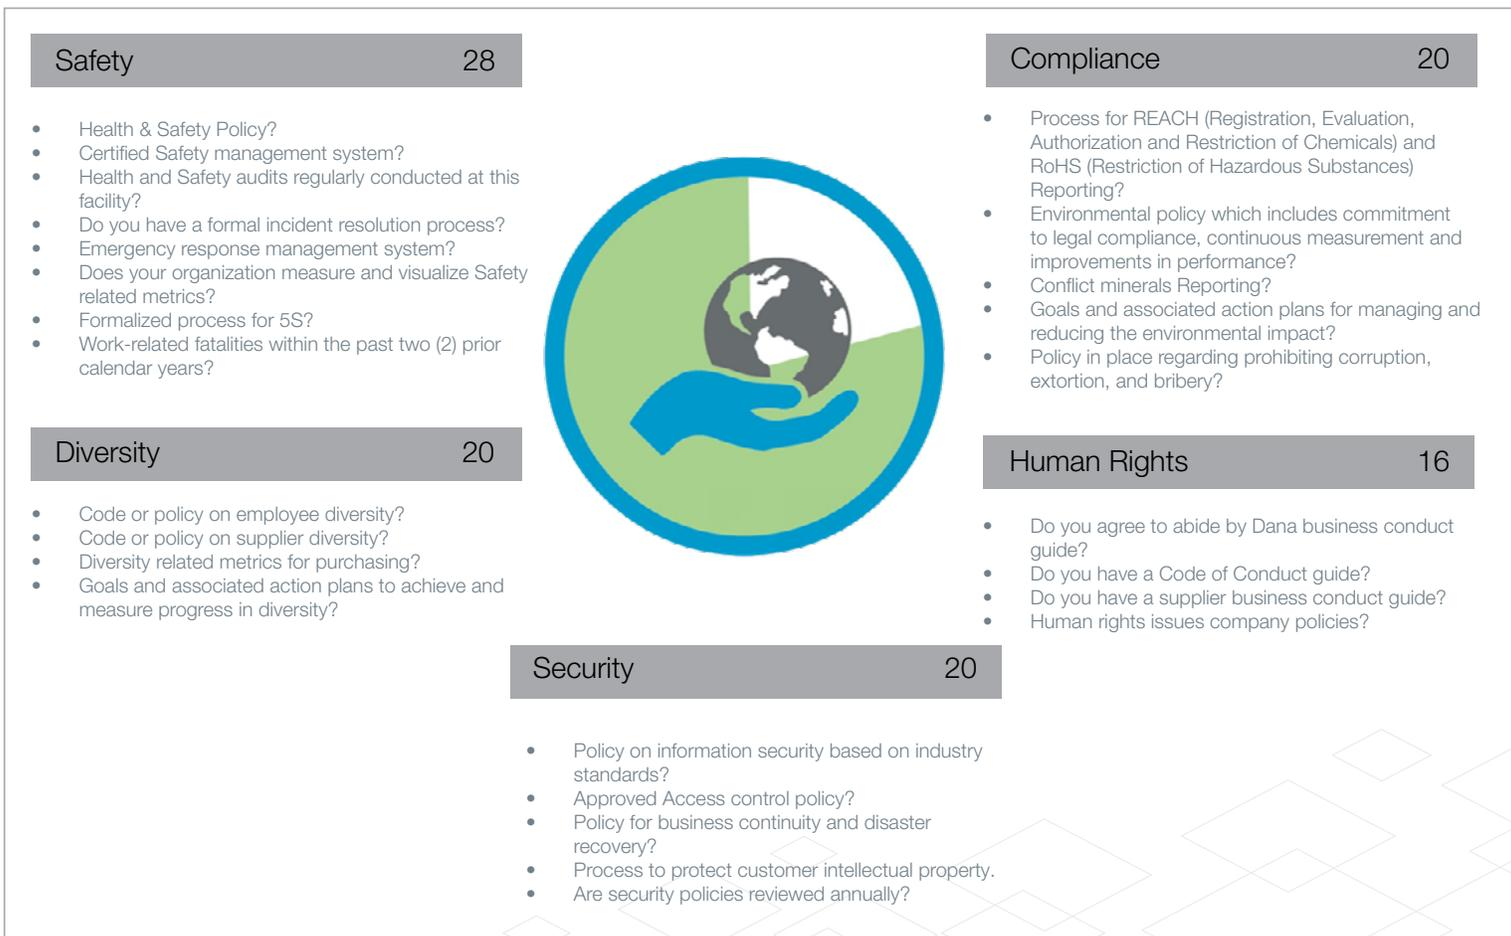 Safety 28
• Health & Safety Policy?
• Certified Safety management system?
• Health and Safety audits regularly conducted at this
facility?
• Do you have a formal incident resolution process?
• Emergency response management system?
• Does your organization measure and visualize Safety
related metrics?
• Formalized process for 5S?
• Work-related fatalities within the past two (2) prior
calendar years?
Diversity 20
• Code or policy on employee diversity?
• Code or policy on supplier diversity?
• Diversity related metrics for purchasing?
• Goals and associated action plans to achieve and
measure progress in diversity?
Compliance 20
• Process for REACH (Registration, Evaluation,
Authorization and Restriction of Chemicals) and
RoHS (Restriction of Hazardous Substances)
Reporting?
• Environmental policy which includes commitment
to legal compliance, continuous measurement and
improvements in performance?
• Conflict minerals Reporting?
• Goals and associated action plans for managing and
reducing the environmental impact?
• Policy in place regarding prohibiting corruption,
extortion, and bribery?
Human Rights 16
• Do you agree to abide by Dana business conduct
guide?
• Do you have a Code of Conduct guide?
• Do you have a supplier business conduct guide?
• Human rights issues company policies?
Security 20
• Policy on information security based on industry
standards?
• Approved Access control policy?
• Policy for business continuity and disaster
recovery?
• Process to protect customer intellectual property.
• Are security policies reviewed annually?